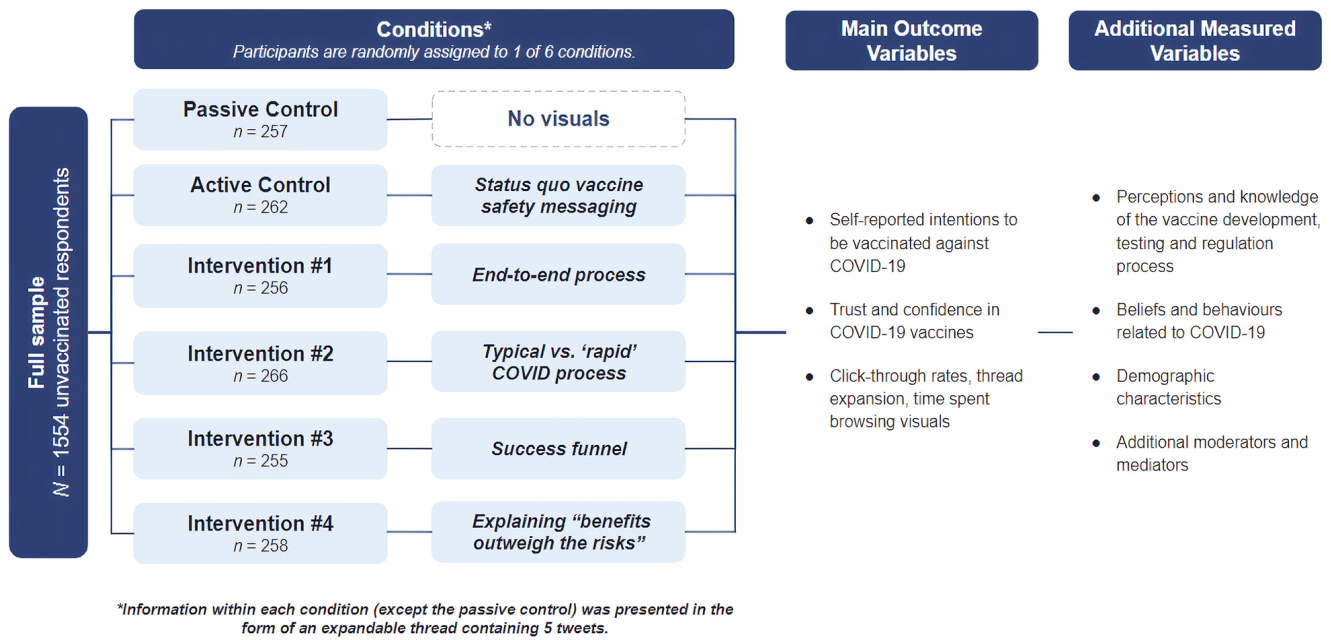 Conditions*
Participants are randomly assigned to 1 of 6 conditions.
Main Outcome
Variables
Additional Measured
Variables
Full sample
N = 1554 unvaccinated respondents
Passive Control
n = 257
No visuals
Active Control
n = 262
Status quo vaccine
safety messaging
Intervention #1
n = 256
End-to-end process
Intervention #2
n = 266
Typical vs. ‘rapid’
COVID process
Intervention #3
n = 255
Success funnel
Intervention #4
n = 258
Explaining “benefits
outweigh the risks”
● Self-reported intentions to
be vaccinated against
COVID-19
● Trust and confidence in
COVID-19 vaccines
● Click-through rates, thread
expansion, time spent
browsing visuals
● Perceptions and knowledge
of the vaccine development,
testing and regulation
process
● Beliefs and behaviours
related to COVID-19
● Demographic
characteristics
● Additional moderators and
mediators
*Information within each condition (except the passive control) was presented in the
form of an expandable thread containing 5 tweets.